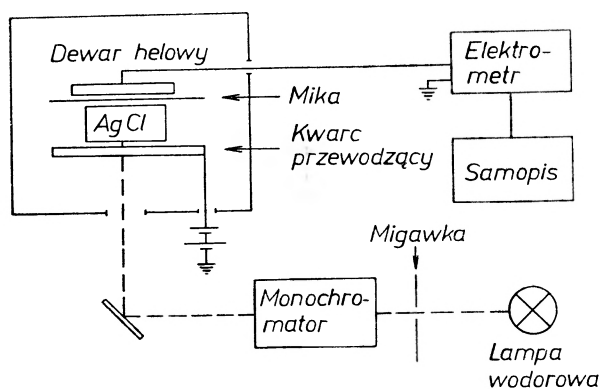 Dewar helowy
Elektro-
metr
Mika
AgCl
Kwarc
przewodzący
Samopis
Migawka
Monochro-
mator
Lampa
wodorowa